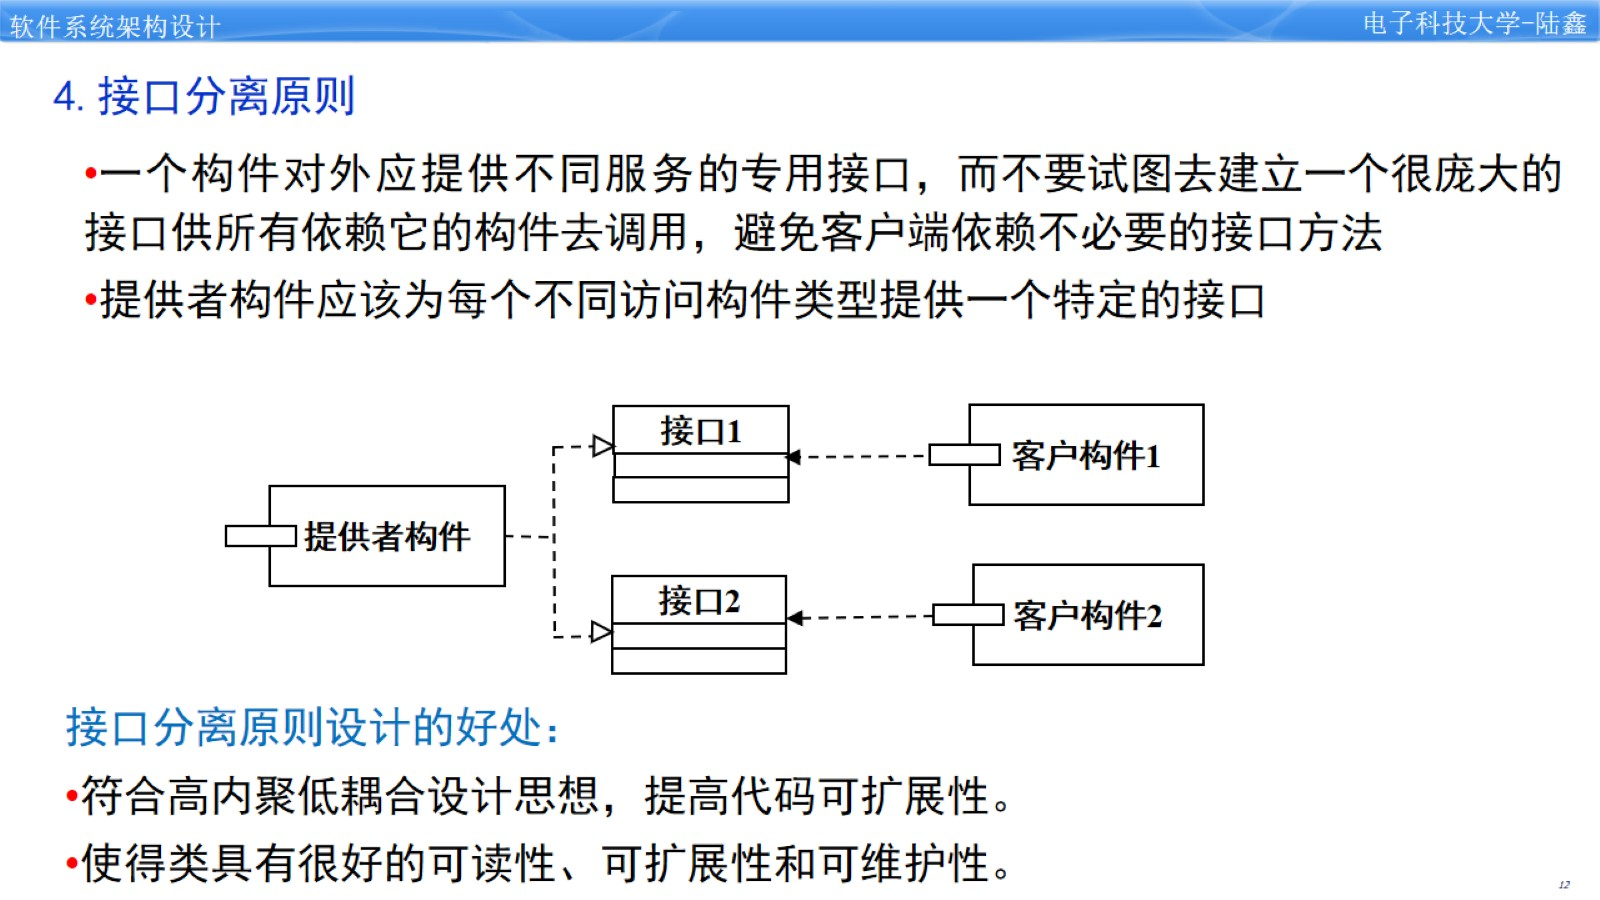 软件系统架构设计
电子科技大学-陆鑫
4. 接口分离原则
•一个构件对外应提供不同服务的专用接口，而不要试图去建立一个很庞大的
接口供所有依赖它的构件去调用，避免客户端依赖不必要的接口方法
•提供者构件应该为每个不同访问构件类型提供一个特定的接口
接口1
客户构件1
提供者构件
接口2
客户构件2
接口分离原则设计的好处：
•符合高内聚低耦合设计思想，提高代码可扩展性。
•使得类具有很好的可读性、可扩展性和可维护性。
12